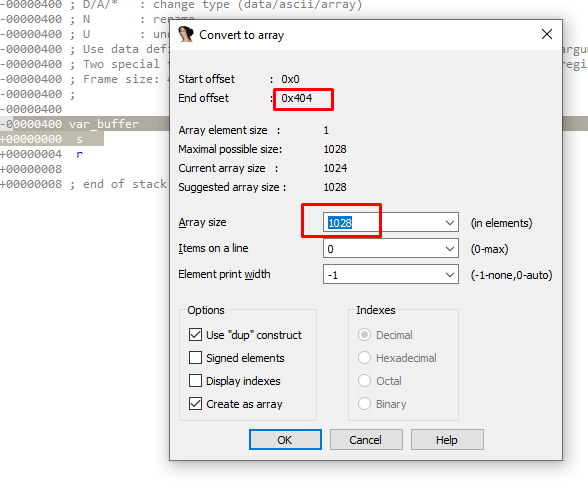 -00000400 ; D/A/*   : change type (data/ascii/array)
-00000400 ; N       : rename
-00000400 ; U       :
-00000400 ; Use data
-00000400 ; Two special
-00000400 ; Frame size:
-00000400 ;
-00000400
-00000400 var_buffer
+00000000  s
+00000004  r
+00000008
+00000008 ; end of stack
Convert to array
Start offset : 0x0
End offset : 0x404
Array element size : 1
Maximal possible size: 1028
Current array size : 1024
Suggested array size : 1028
Array size 1028 (in elements)
Items on a line 0 (0-max)
Element print width -1 (-1-none,0-auto)
Options
Use "dup" construct
Signed elements
Display indexes
Create as array
Indexes
Decimal
Hexadecimal
Octal
Binary
OK Cancel Help